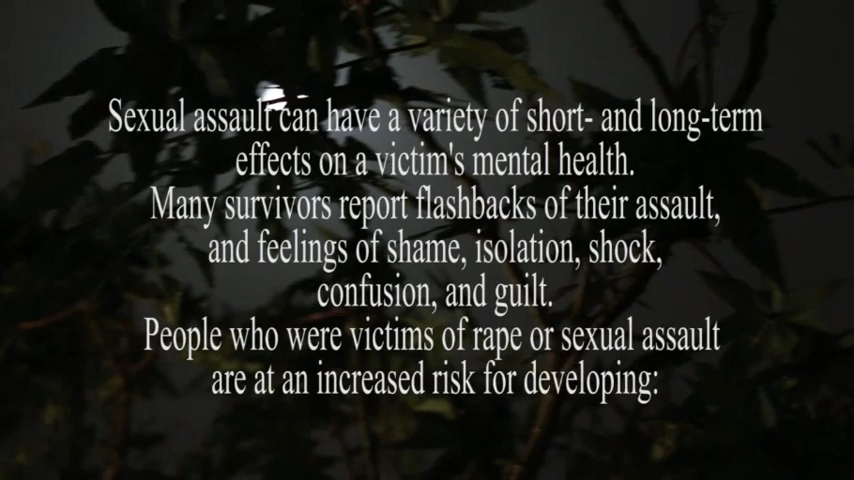 Sexual assault can have a variety of short- and long-term
effects on a victim's mental health.
Many survivors report flashbacks of their assault,
and feelings of shame, isolation, shock,
confusion, and guilt.
People who were victims of rape or sexual assault
are at an increased risk for developing: